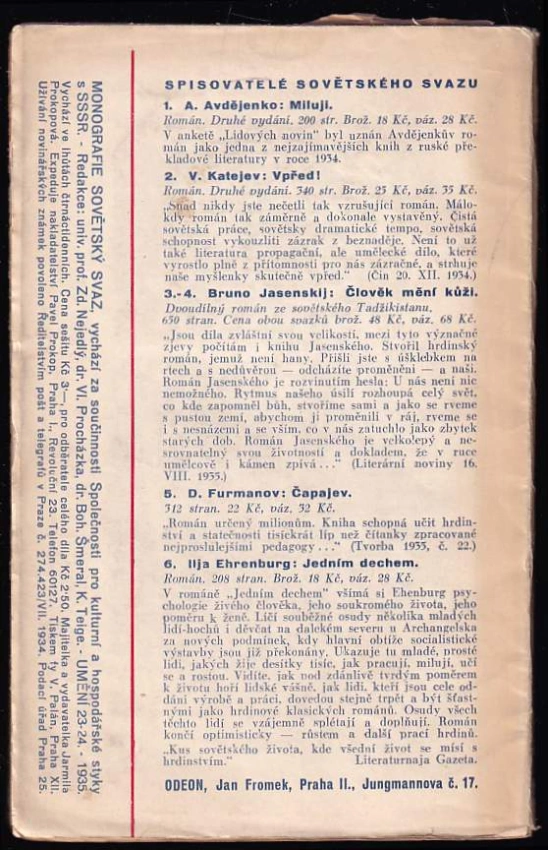 SPISOVATELÉ SOVĚTSKÉHO SVAZU
1. A. Avdějenko: Miluji.
Román. Druhé vydání. 200 str. Brož. 18 Kč, váz. 28 Kč.
V anketě „Lidových novin“ byl uznán Avdějenkův ro-
mán jako jedna z nejzajímavějších knih z ruské pře-
kladové literatury v roce 1934.
2. V. Katejev: Vpřed!
Román. Druhé vydání. 340 str. Brož. 25 Kč, váz. 35 Kč.
„Snad nikdy jste nečetli tak vzrušující román. Málo-
kdy román tak záměrně a dokonale vystavěný. Čistá
sovětská práce, sovětsky dramatické tempo, sovětská
schopnost vykouzliti zázrak z beznaděje. Není to už
také literatura propagační, ale umělecké dílo, které
vyrostlo plně z přítomnosti pro nás zázračné, a strhuje
naše myšlenky skutečně vpřed.“ (Čin 20. XII. 1934.)
3.-4. Bruno Jasenskij: Člověk mění kůži.
Dvoudílný román ze sovětského Tadžikistanu,
650 stran. Cena obou svazků brož. 48 Kč, váz. 68 Kč.
„Jsou díla zvláštní svou velikostí, mezi tyto význačné
zjevy počítám i knihu Jasenského. Stvořil hrdinský
román, jemuž není hany. Přišli jste s úšklebkem na
rtech a s nedůvěrou — odcházíte proměněni — a naši.
Román Jasenského je rozvinutím hesla: U nás není nic
nemožného. Rytmus našeho úsilí rozhoupá celý svět,
co kde zapomněl bůh, stvoříme sami a jako se rveme
s pustou zemí, abychom ji proměnili v ráj, rveme se
i s nesnázemi a se vším, co v nás zatuchlo jako zbytek
starých dob. Román Jasenského je velkolepý a ne-
srovnatelný svou životností a dokladem, že v ruce
umělcově i kámen zpívá...“ (Literární noviny 16.
VIII. 1935.)
5. D. Furmanov: Čapajev.
312 stran. 22 Kč, váz. 32 Kč.
„Román určený milionům. Kniha schopná učit hrdin-
ství a statečnosti tisíckrát líp než čítanky zpracované
nejproslulejšími pedagogy...“ (Tvorba 1935, č. 22.)
6. Ilja Ehrenburg: Jedním dechem.
Román. 208 stran. Brož. 18 Kč, váz. 28 Kč.
V románě „Jedním dechem“ všímá si Ehenburg psy-
chologie živého člověka, jeho soukromého života, jeho
poměru k ženě. Líčí souběžné osudy několika mladých
lidí-hochů i děvčat na dalekém severu u Archangelska
za nových podmínek, kdy hlavní obtíže socialistické
výstavby jsou již překonány. Ukazuje tu mladé, prosté
lidi, jakých žije desítky tisíc, jak pracují, milují, učí
se a rostou. Vidíte, jak pod zdánlivě tvrdým poměrem
k životu hoří lidské vášně, jak lidi, kteří jsou cele od-
dáni výrobě a práci, dovedou stejně trpět a být šťast-
nými jako hrdinové klasických románů. Osudy všech
těchto lidí se vzájemně splétají a doplňují. Román
končí optimisticky — růstem a další prací hrdinů.
„Kus sovětského života, kde všední život se mísí s
hrdinstvím.“ Literaturnaja Gazeta.
ODEON, Jan Fromek, Praha II., Jungmannova č. 17.
MONOGRAFIE SOVĚTSKÝ SVAZ, vychází za součinnosti Společnosti pro kulturní a hospodářské styky
s SSSR. - Redakce: univ. prof. Zd. Nejedlý, dr. Vl. Procházka, dr. Boh. Šmeral, K. Teige. - UMĚNÍ 23-24. - 1935.
Vychází ve lhůtách čtrnáctidenních. Cena sešitu Kč 3·—, pro odběratele celého díla Kč 2·50. Majitelka a vydavatelka Jarmila
Prokopová. Expeduje nakladatelství Pavel Prokop, Praha I., Revoluční 23. Telefon 60127. Tiskem fy V. Palán, Praha XII.
Užívání novinářských známek povoleno Ředitelstvím pošt a telegrafů v Praze č. 274.423/VII. 1934. Podací úřad Praha 25.